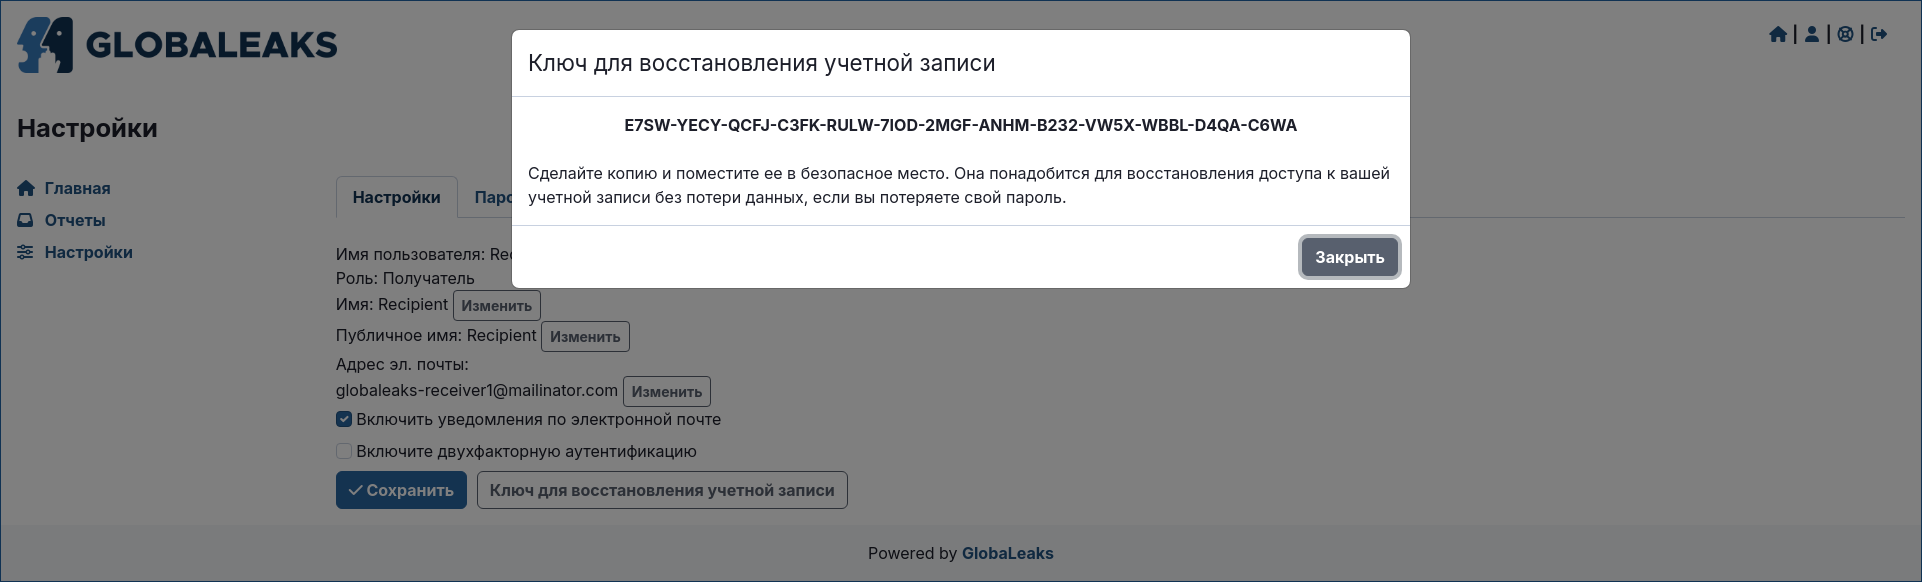 GLOBALEAKS
Ключ для восстановления учетной записи
E7SW-YECY-QCFJ-C3FK-RULW-7IOD-2MGF-ANHM-B232-VW5X-WBBL-D4QA-C6WA
Сделайте копию и поместите ее в безопасное место. Она понадобится для восстановления доступа к вашей
учетной записи без потери данных, если вы потеряете свой пароль.
Закрыть
Настройки
Главная
Отчеты
Настройки
Настройки
Имя пользователя:
Роль: Получатель
Имя: Recipient Изменить
Публичное имя: Recipient Изменить
Адрес эл. почты:
globaleaks-receiver1@mailinator.com Изменить
Включить уведомления по электронной почте
Включите двухфакторную аутентификацию
Сохранить Ключ для восстановления учетной записи
Powered by GlobaLeaks